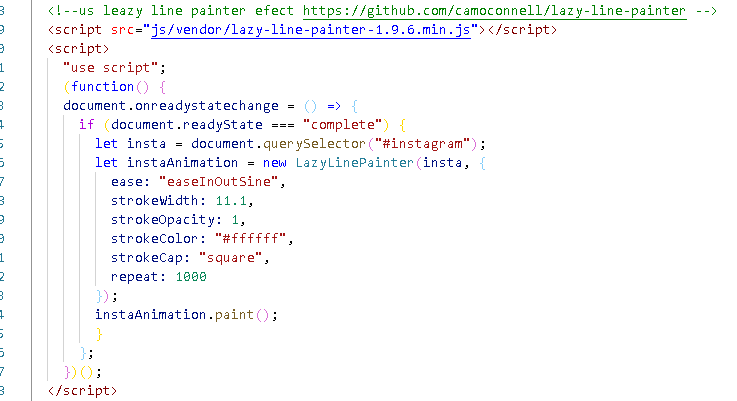 8 <!--us leazy line painter efect https://github.com/camoconnell/lazy-line-painter -->
9 <script src="js/vendor/lazy-line-painter-1.9.6.min.js"></script>
0 <script>
1 "use script";
2 (function() {
3 document.onreadystatechange = () => {
4 if (document.readyState === "complete") {
5 let insta = document.querySelector("#instagram");
6 let instaAnimation = new LazyLinePainter(insta, {
7 ease: "easeInOutSine",
8 strokeWidth: 11.1,
9 strokeOpacity: 1,
0 strokeColor: "#ffffff",
1 strokeCap: "square",
2 repeat: 1000
3 });
4 instaAnimation.paint();
5 }
6 };
7 })();
8 </script>